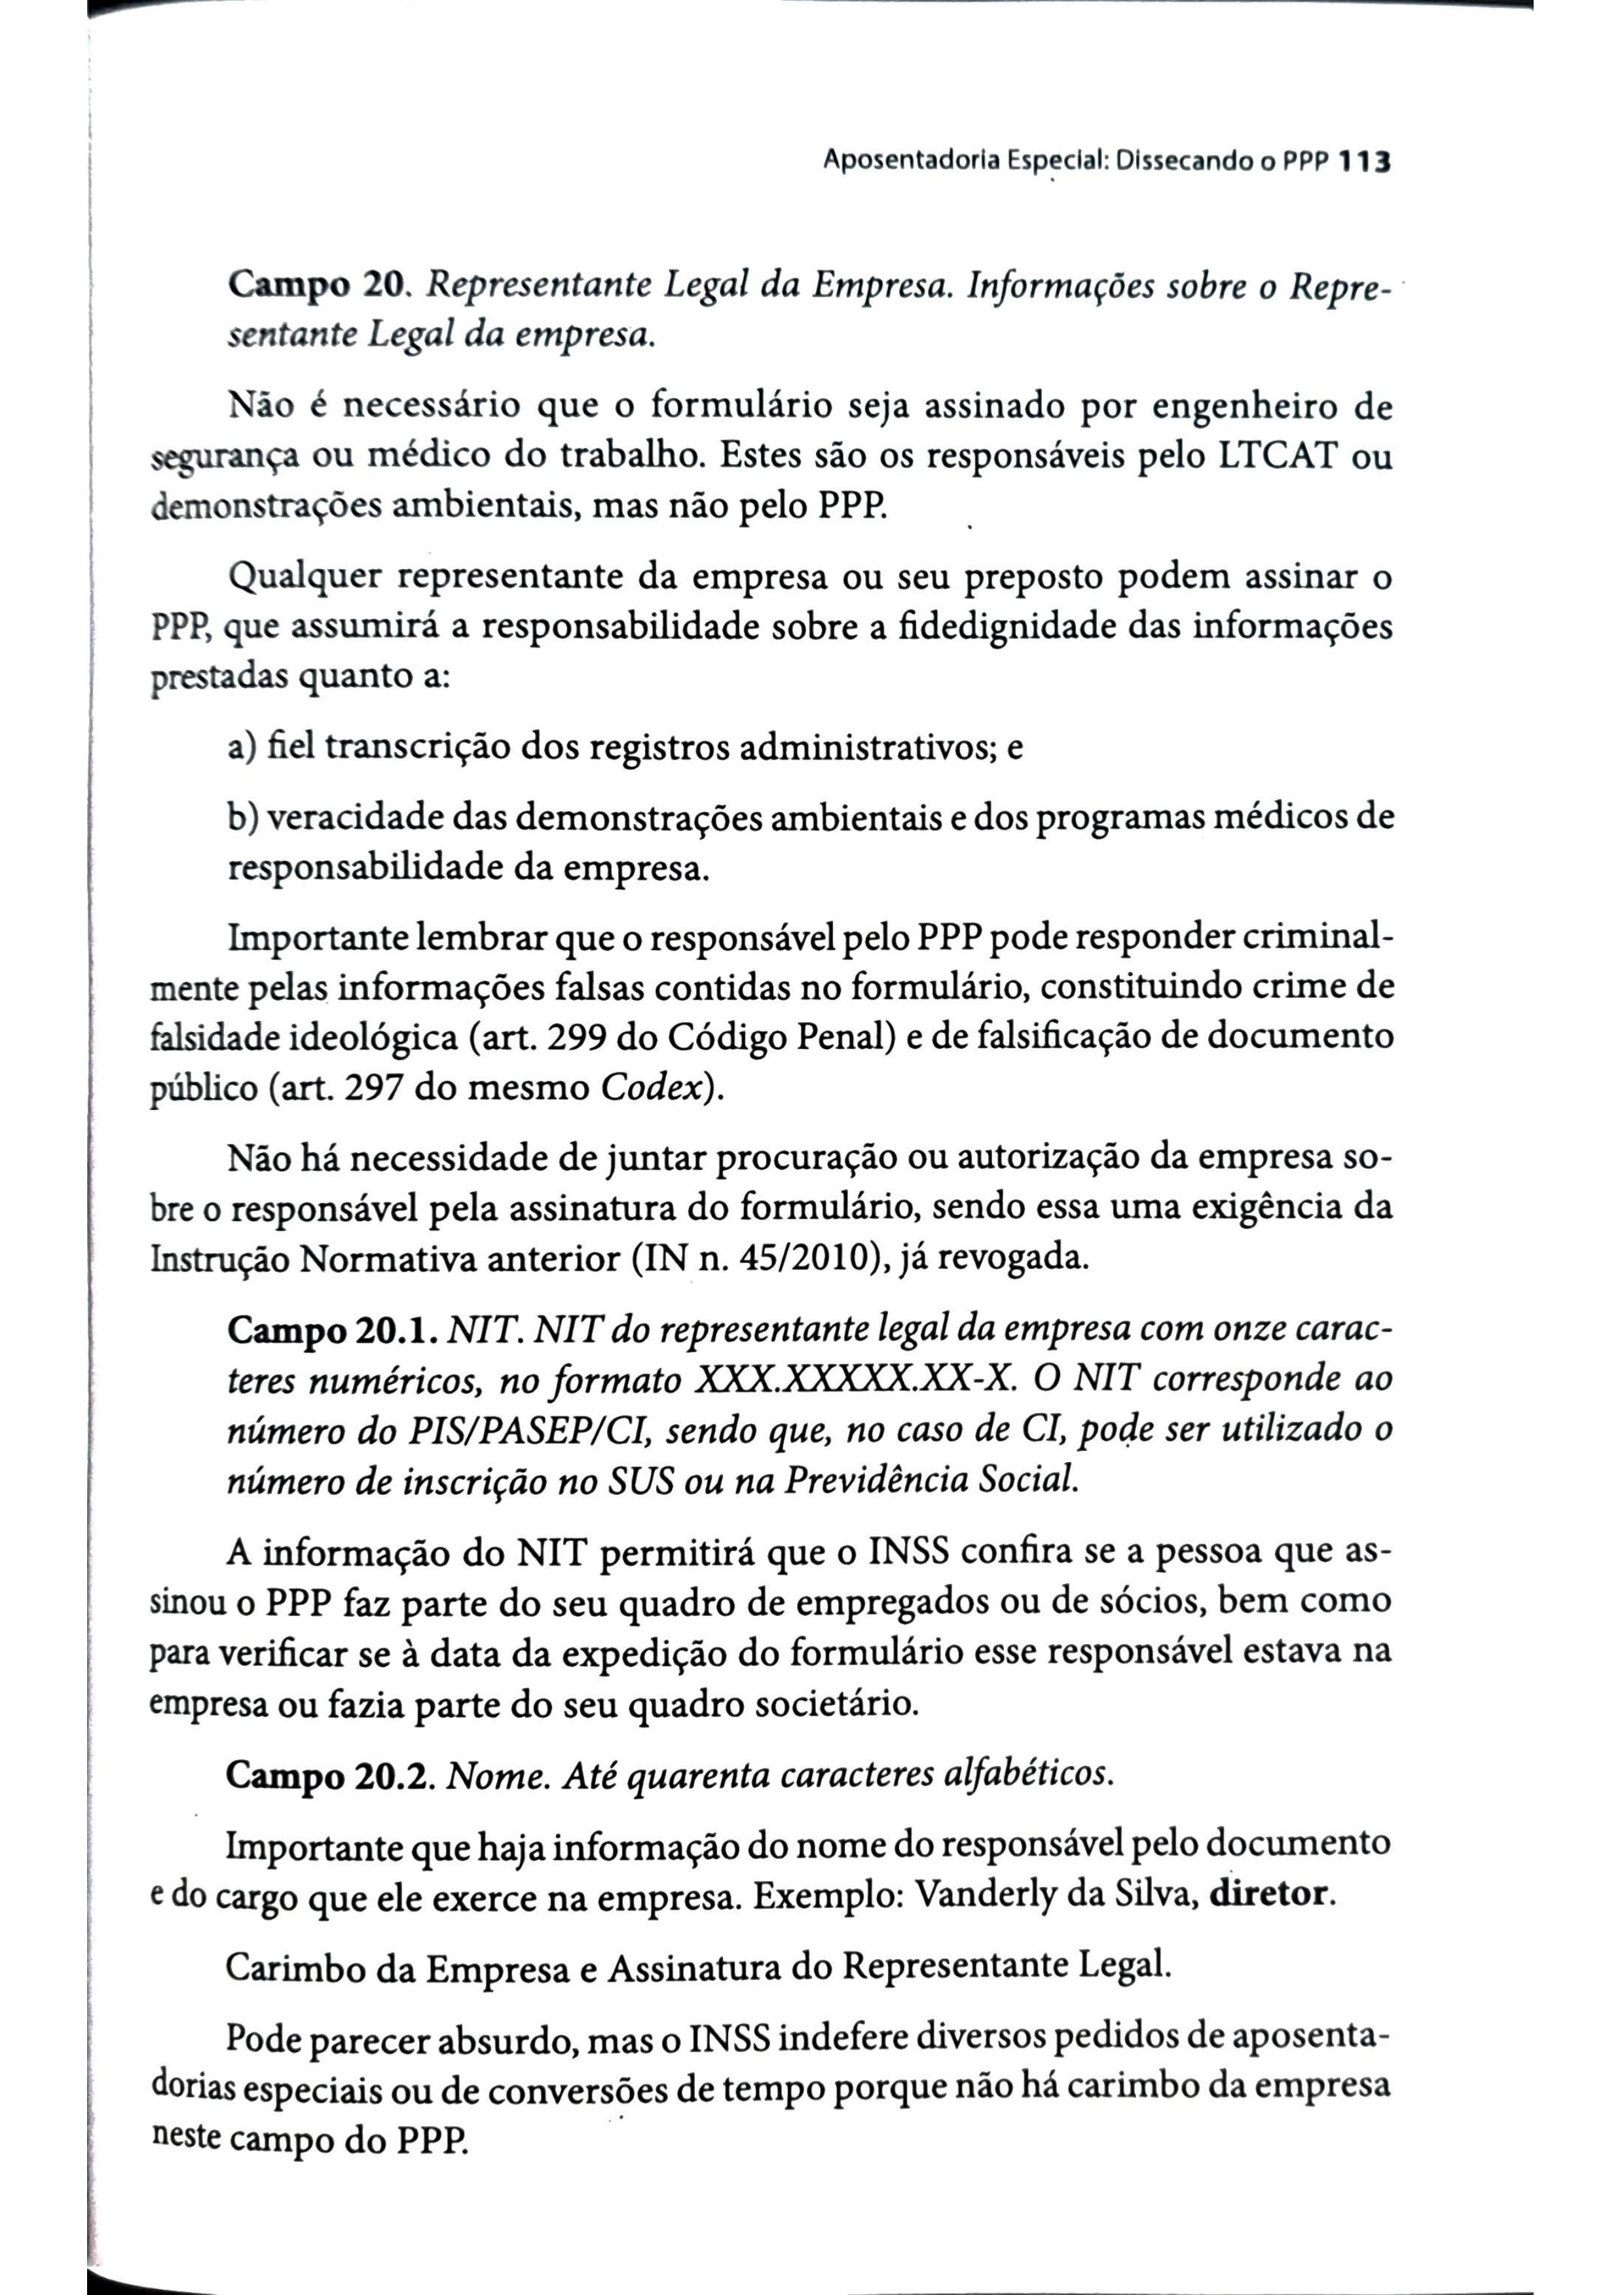 Aposentadoria Especial: Dissecando o PPP 113
Campo 20. Representante Legal da Empresa. Informações sobre o Repre-
sentante Legal da empresa.
Não é necessário que o formulário seja assinado por engenheiro de
segurança ou médico do trabalho. Estes são os responsáveis pelo LTCAT ou
demonstrações ambientais, mas não pelo PPP.
Qualquer representante da empresa ou seu preposto podem assinar o
PPP, que assumirá a responsabilidade sobre a fidedignidade das informações
prestadas quanto a:
a) fiel transcrição dos registros administrativos; e
b) veracidade das demonstrações ambientais e dos programas médicos de
responsabilidade da empresa.
Importante lembrar que o responsável pelo PPP pode responder criminal-
mente pelas informações falsas contidas no formulário, constituindo crime de
falsidade ideológica (art. 299 do Código Penal) e de falsificação de documento
público (art. 297 do mesmo Codex).
Não há necessidade de juntar procuração ou autorização da empresa so-
bre o responsável pela assinatura do formulário, sendo essa uma exigência da
Instrução Normativa anterior (IN n. 45/2010), já revogada.
Campo 20.1. NIT. NIT do representante legal da empresa com onze carac-
teres numéricos, no formato XXX.XXXXX.XX-X. O NIT corresponde ao
número do PIS/PASEP/CI, sendo que, no caso de CI, pode ser utilizado o
número de inscrição no SUS ou na Previdência Social.
A informação do NIT permitirá que o INSS confira se a pessoa que as-
sinou o PPP faz parte do seu quadro de empregados ou de sócios, bem como
para verificar se à data da expedição do formulário esse responsável estava na
empresa ou fazia parte do seu quadro societário.
Campo 20.2. Nome. Até quarenta caracteres alfabéticos.
Importante que haja informação do nome do responsável pelo documento
e do cargo que ele exerce na empresa. Exemplo: Vanderly da Silva, diretor.
Carimbo da Empresa e Assinatura do Representante Legal.
Pode parecer absurdo, mas o INSS indefere diversos pedidos de aposenta-
dorias especiais ou de conversões de tempo porque não há carimbo da empresa
neste campo do PPP.